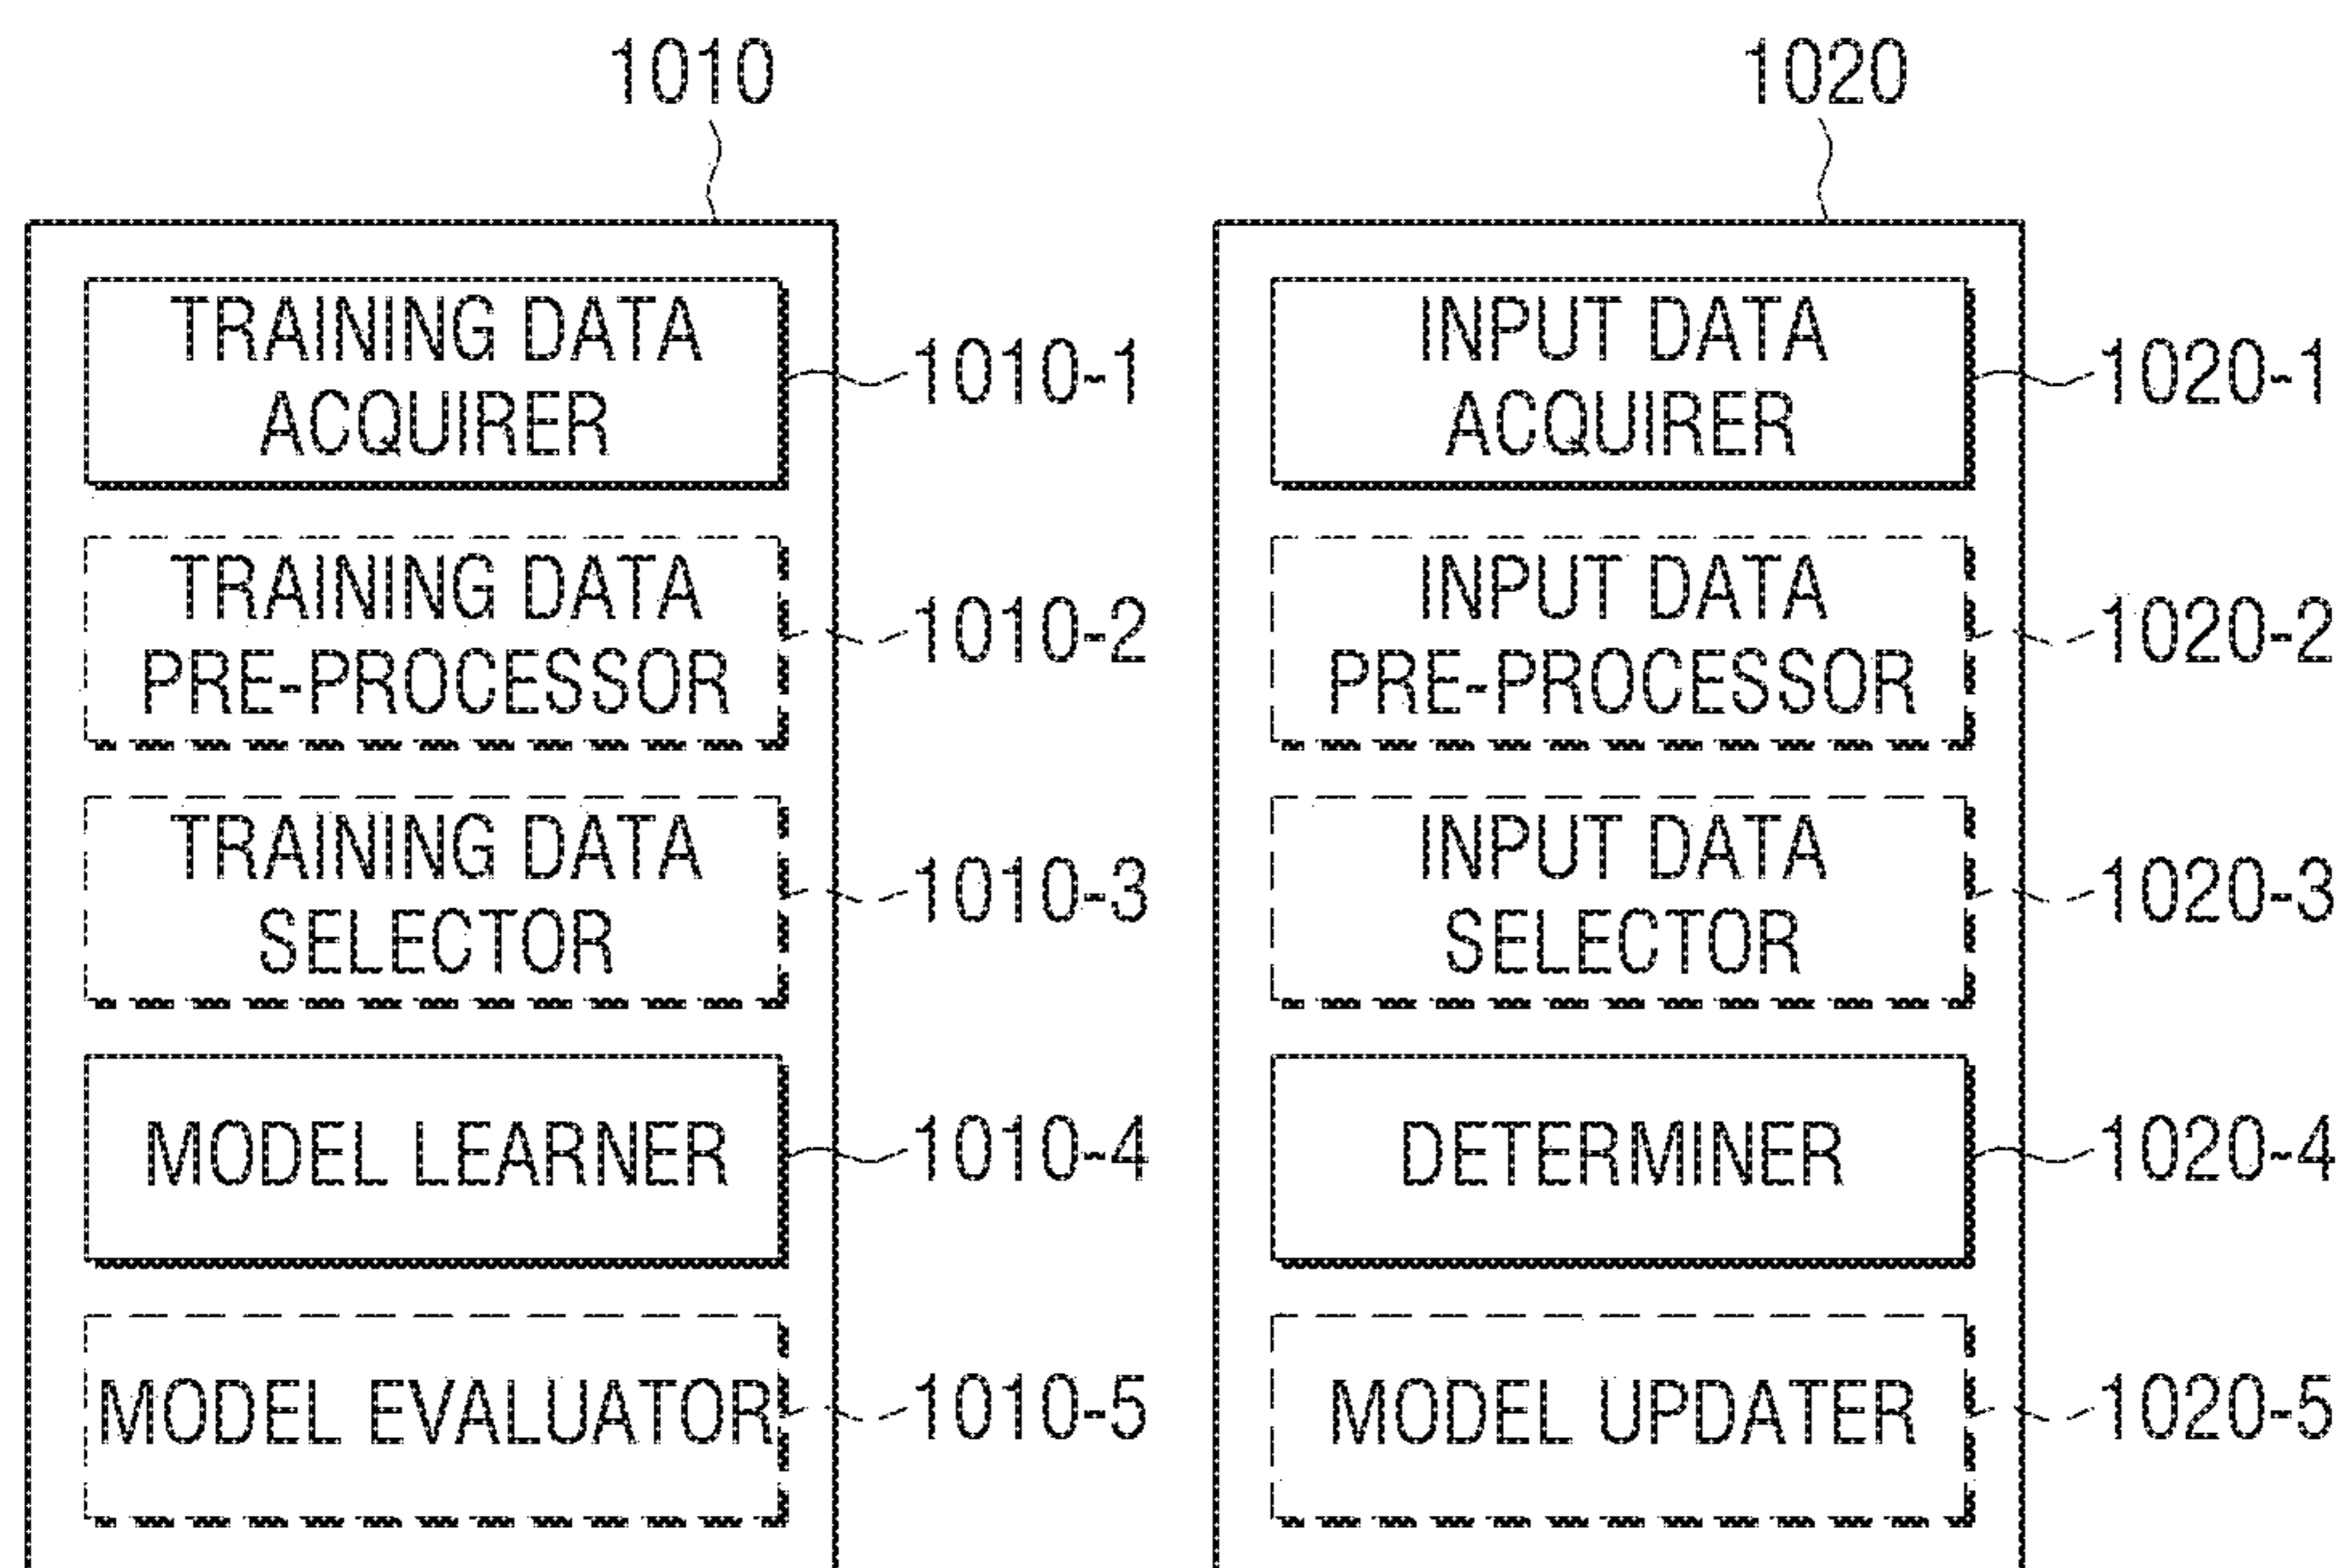 1010
TRAINING DATA
ACQUIRER
1010-1
TRAINING DATA
PRE-PROCESSOR
1010-2
TRAINING DATA
SELECTOR
1010-3
MODEL LEARNER
1010-4
MODEL EVALUATOR
1010-5
1020
INPUT DATA
ACQUIRER
1020-1
INPUT DATA
PRE-PROCESSOR
1020-2
INPUT DATA
SELECTOR
1020-3
DETERMINER
1020-4
MODEL UPDATER
1020-5